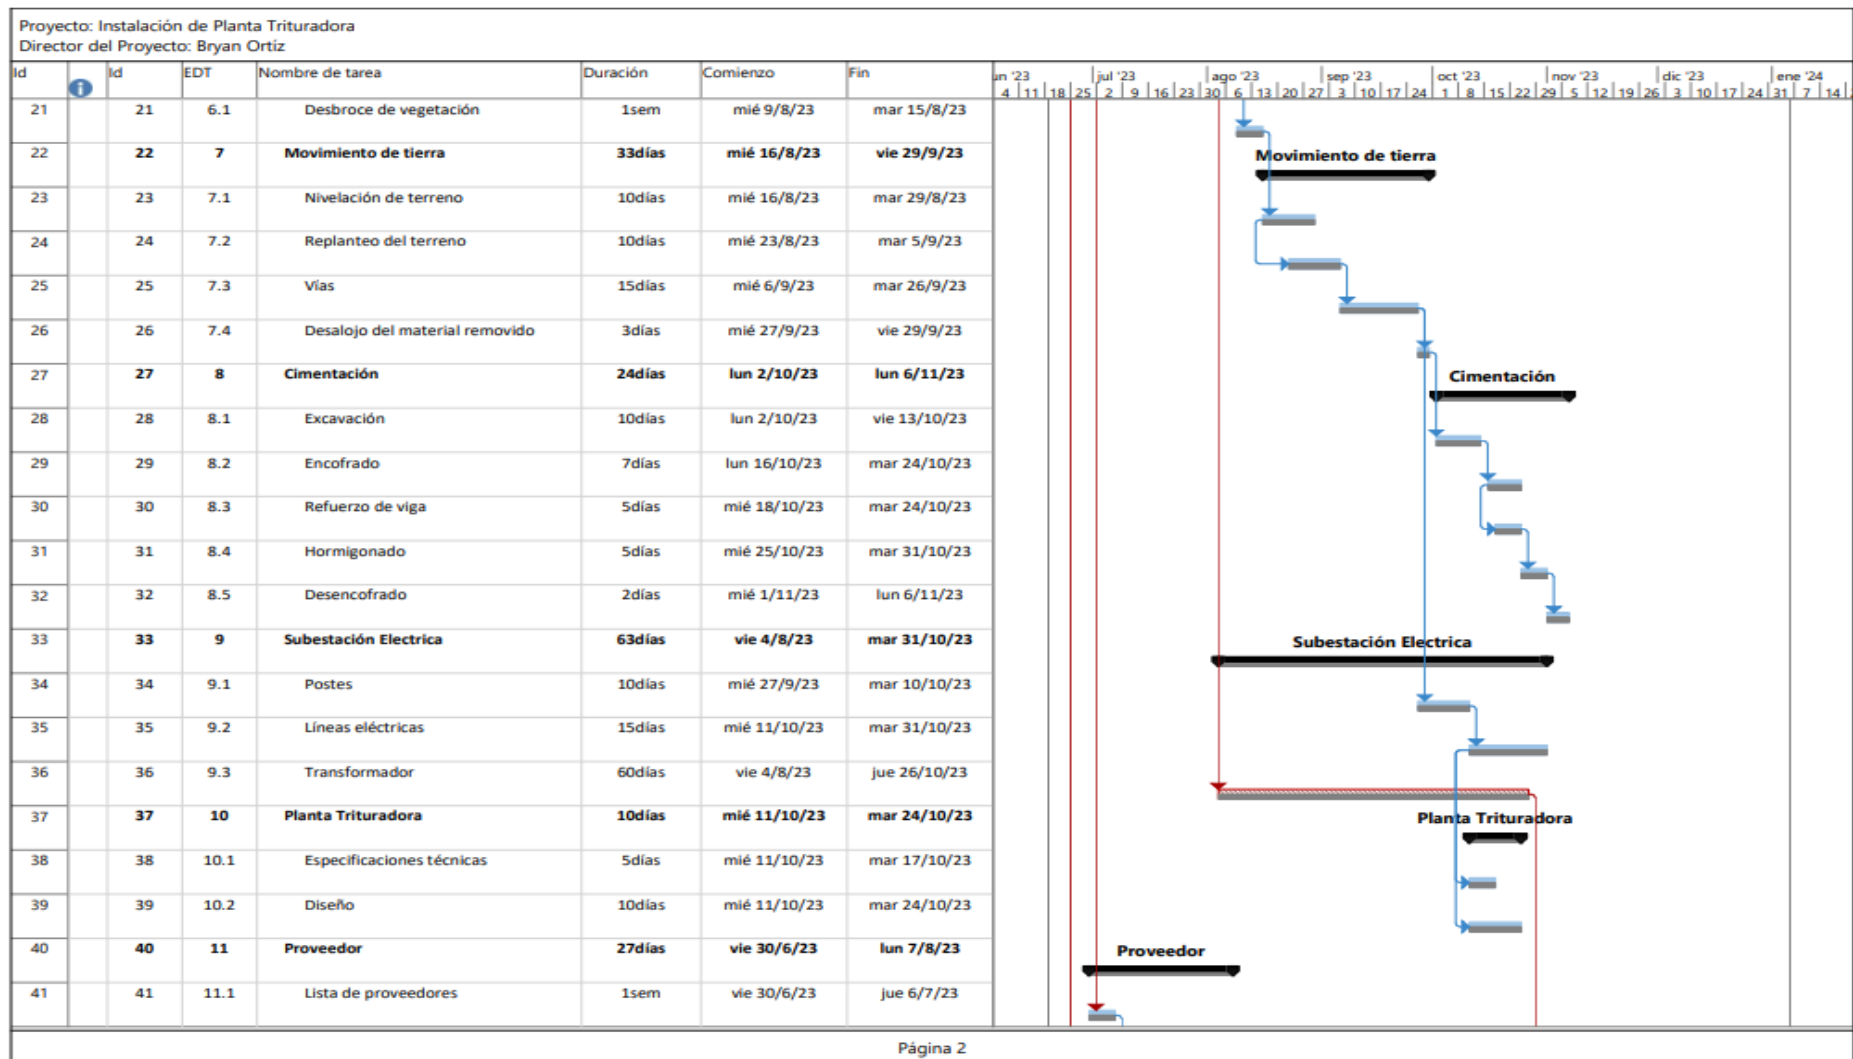 Proyecto: Instalación de Planta Trituradora
Director del Proyecto: Bryan Ortiz
Id Id EDT Nombre de tarea Duración Comienzo Fin
jul '23 ago '23 sep '23 oct '23 nov '23 dic '23 ene '24
4 11 18 25 2 9 16 23 30 6 13 20 27 3 10 17 24 1 8 15 22 29 5 12 19 26 3 10 17 24 31 7 14
21 21 6.1 Desbroce de vegetación 1sem mié 9/8/23 mar 15/8/23
22 22 7 Movimiento de tierra 33días mié 16/8/23 vie 29/9/23 Movimiento de tierra
23 23 7.1 Nivelación de terreno 10días mié 16/8/23 mar 29/8/23
24 24 7.2 Replanteo del terreno 10días mié 23/8/23 mar 5/9/23
25 25 7.3 Vías 15días mié 6/9/23 mar 26/9/23
26 26 7.4 Desalojo del material removido 3días mié 27/9/23 vie 29/9/23
27 27 8 Cimentación 24días lun 2/10/23 lun 6/11/23 Cimentación
28 28 8.1 Excavación 10días lun 2/10/23 vie 13/10/23
29 29 8.2 Encofrado 7días lun 16/10/23 mar 24/10/23
30 30 8.3 Refuerzo de viga 5días mié 18/10/23 mar 24/10/23
31 31 8.4 Hormigonado 5días mié 25/10/23 mar 31/10/23
32 32 8.5 Desencofrado 2días mié 1/11/23 lun 6/11/23
33 33 9 Subestación Electrica 63días vie 4/8/23 mar 31/10/23 Subestación Electrica
34 34 9.1 Postes 10días mié 27/9/23 mar 10/10/23
35 35 9.2 Líneas eléctricas 15días mié 11/10/23 mar 31/10/23
36 36 9.3 Transformador 60días vie 4/8/23 jue 26/10/23
37 37 10 Planta Trituradora 10días mié 11/10/23 mar 24/10/23 Planta Trituradora
38 38 10.1 Especificaciones técnicas 5días mié 11/10/23 mar 17/10/23
39 39 10.2 Diseño 10días mié 11/10/23 mar 24/10/23
40 40 11 Proveedor 27días vie 30/6/23 lun 7/8/23 Proveedor
41 41 11.1 Lista de proveedores 1sem vie 30/6/23 jue 6/7/23
Página 2